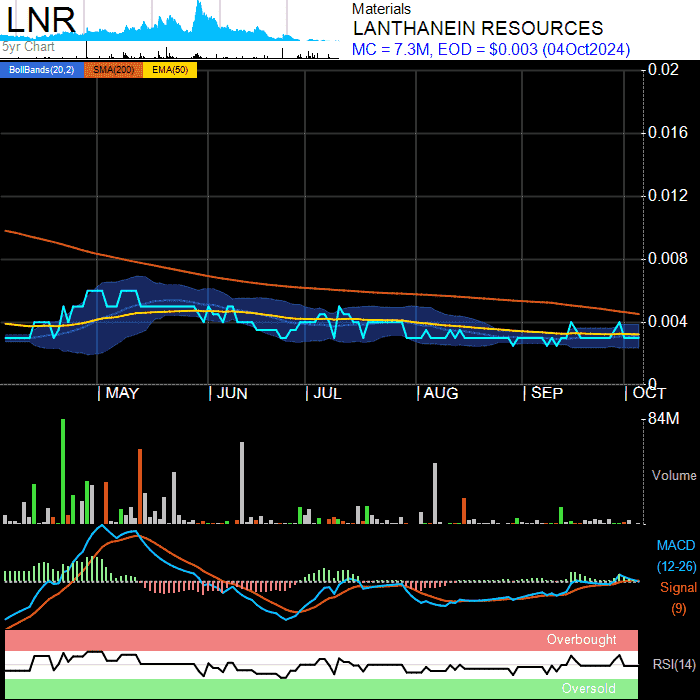 LNR
5yr Chart
Materials
LANTHANEIN RESOURCES
MC = 7.3M, EOD = $0.003 (04Oct2024)
BollBands(20,2) SMA(200) EMA(50)
0.02
0.016
0.012
0.008
0.004
0
MAY JUN JUL AUG SEP OCT
84M
Volume
MACD
(12-26)
Signal
(9)
Overbought
RSI(14)
Oversold